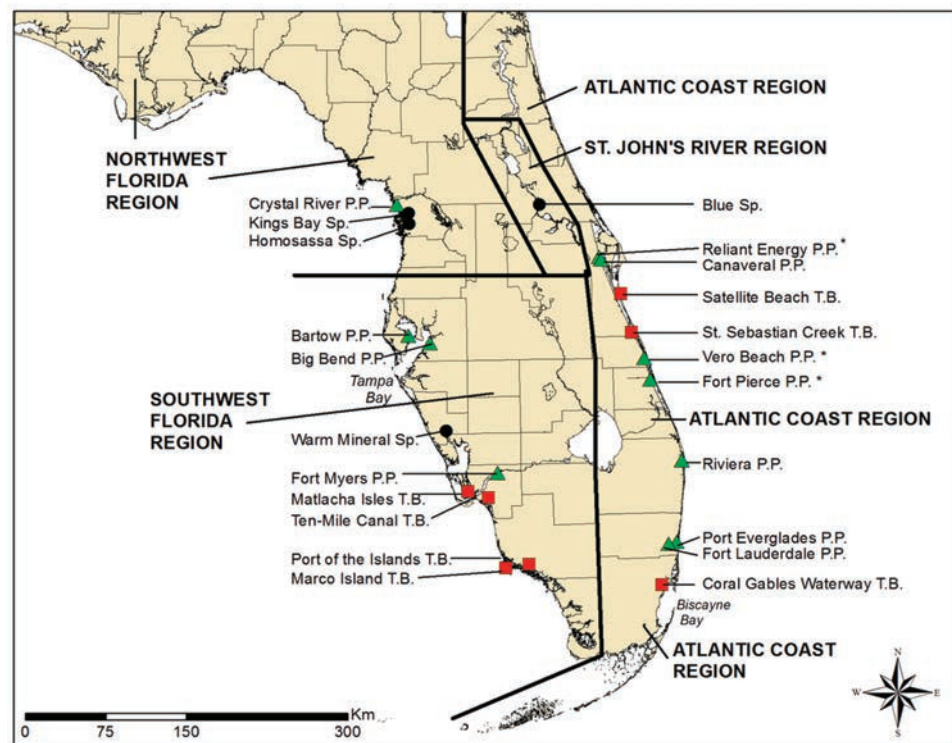 ATLANTIC COAST REGION
ST. JOHN'S RIVER REGION
NORTHWEST
FLORIDA
REGION
Crystal River P.P.
Kings Bay Sp.
Homosassa Sp.
Blue Sp.
Reliant Energy P.P.*
Canaveral P.P.
Satellite Beach T.B.
St. Sebastian Creek T.B.
Vero Beach P.P. *
Fort Pierce P.P. *
Bartow P.P.
Big Bend P.P.
Tampa
Bay
SOUTHWEST
FLORIDA
REGION
ATLANTIC COAST REGION
Warm Mineral Sp.
Riviera P.P.
Fort Myers P.P.
Matlacha Isles T.B.
Ten-Mile Canal T.B.
Port Everglades P.P.
Fort Lauderdale P.P.
Port of the Islands T.B.
Marco Island T.B.
Coral Gables Waterway T.B.
Biscayne
Bay
ATLANTIC COAST
REGION
N
W E
S
Km
0 75 150 300